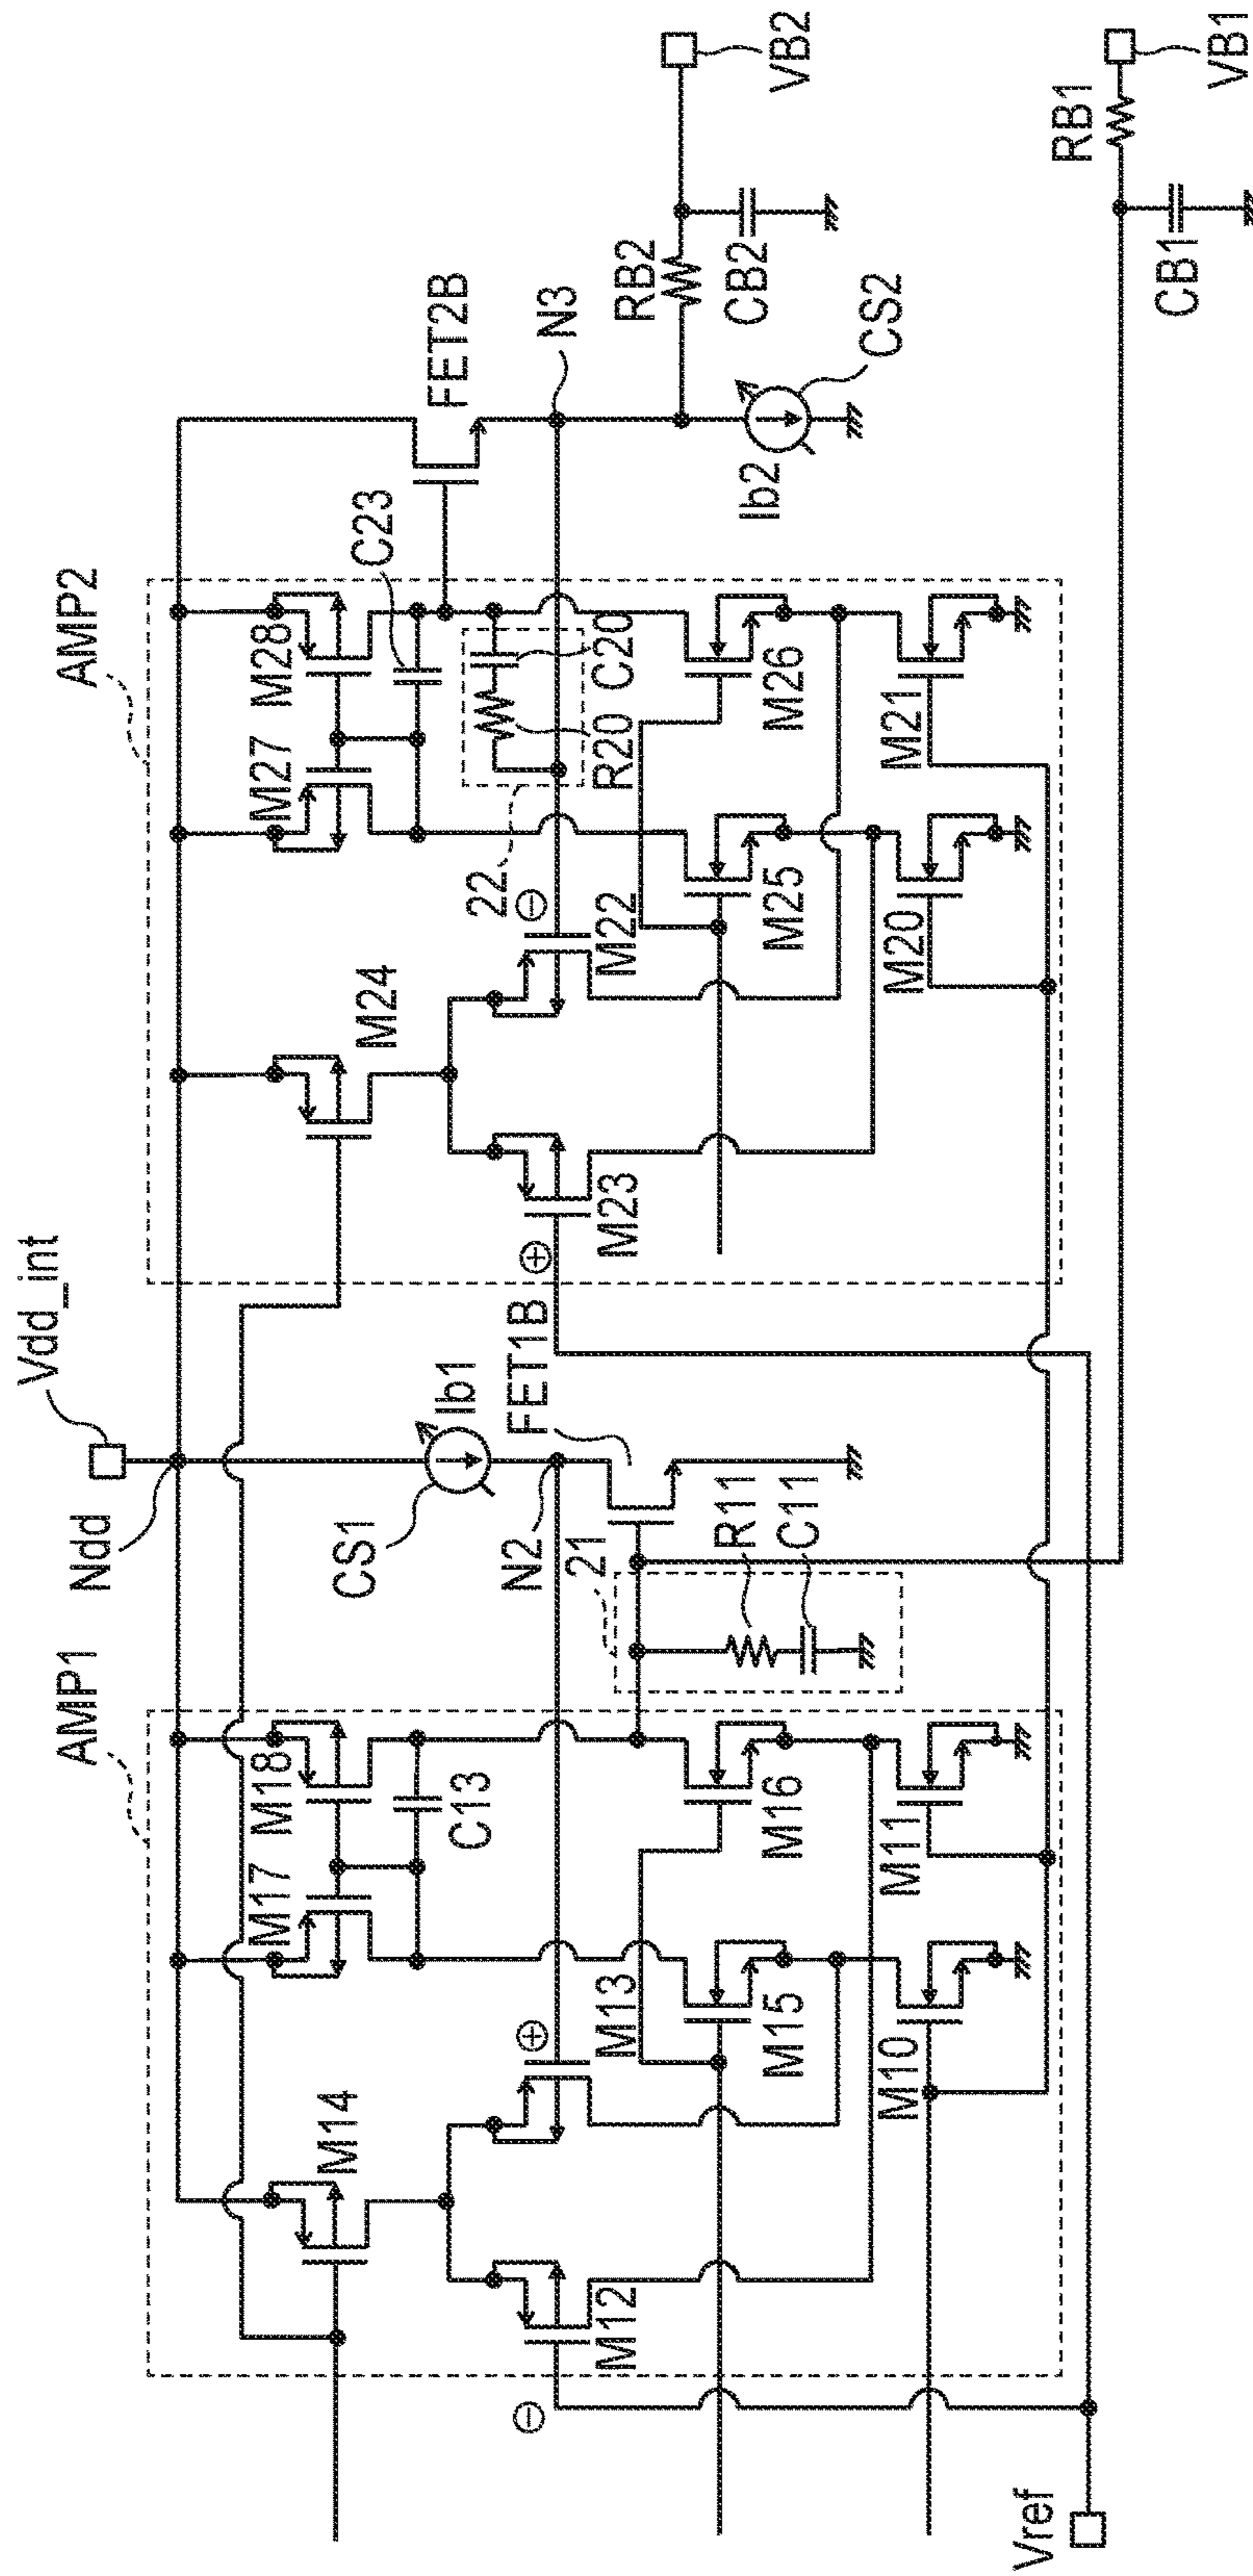 Vdd_int
Ndd
AMP1
AMP2
M14
M17
M18
C13
CS1
Ib1
M24
M27
M28
C23
FET2B
N3
N2
21
FET1B
R11
C11
22
R20
C20
⊖
M12
⊕
M13
⊕
M23
⊖
M22
M15
M16
M25
M26
M10
M11
M20
M21
Ib2
CS2
RB2
CB2
VB2
RB1
CB1
VB1
Vref